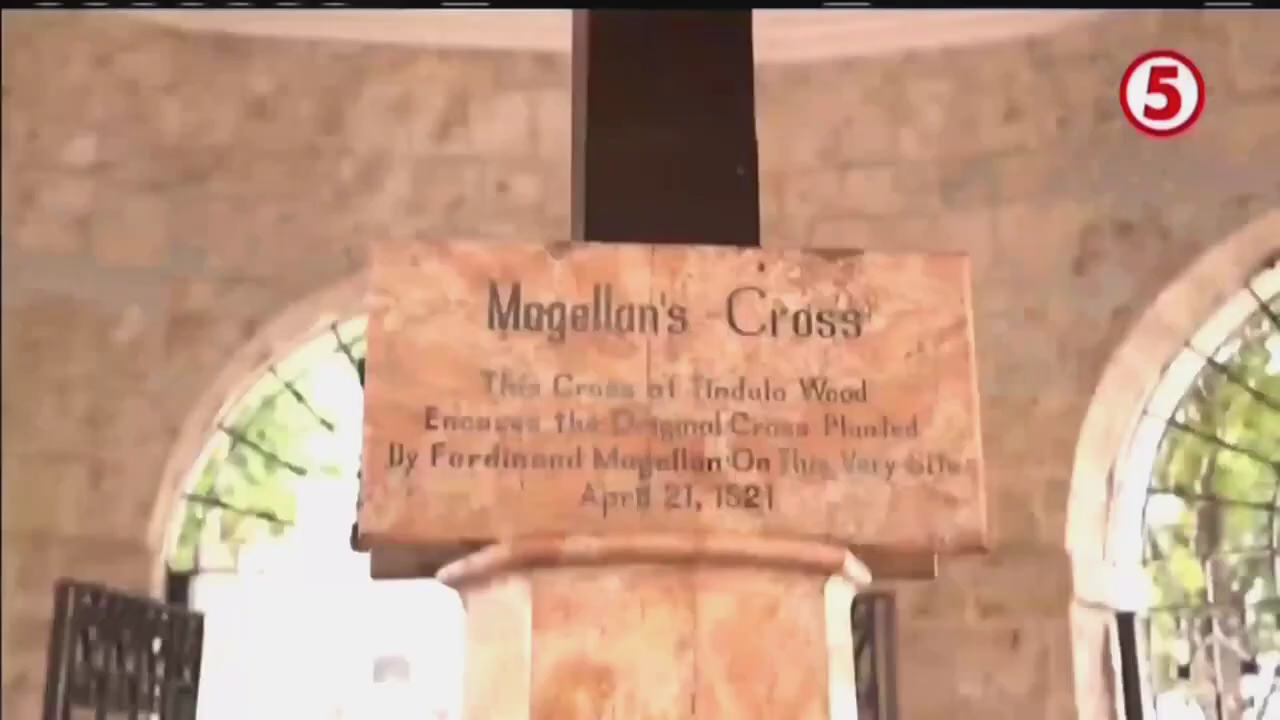 5
Magellan's Cross
This Cross of Tindalo Wood
Encases the Original Cross Planted
By Ferdinand Magellan On This Very Site
April 21, 1521